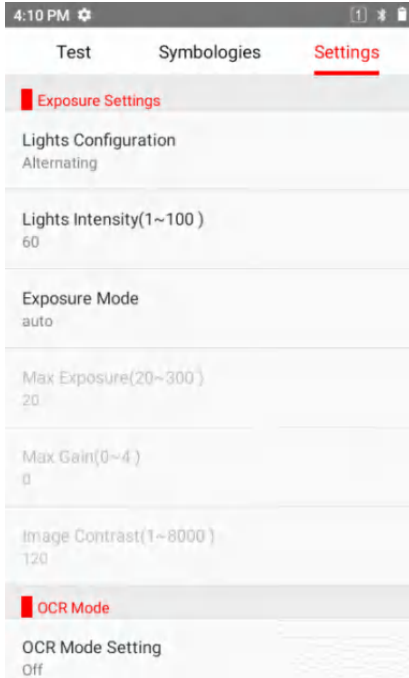 4:10 PM
1
Test Symbologies Settings
Exposure Settings
Lights Configuration
Alternating
Lights Intensity(1~100 )
60
Exposure Mode
auto
Max Exposure(20~300 )
20
Max Gain(0~4 )
0
Image Contrast(1~8000 )
120
OCR Mode
OCR Mode Setting
Off